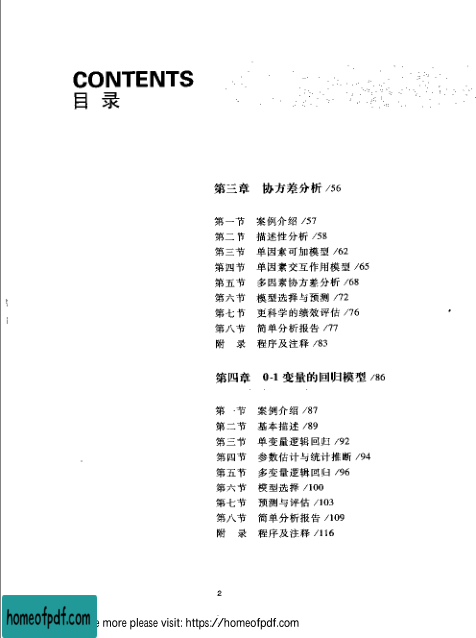 CONTENTS
目 录
第三章 协方差分析 /56
第一节 案例介绍 /57
第二节 描述性分析 /58
第三节 单因素可加模型 /62
第四节 单因素交互作用模型 /65
第五节 多因素协方差分析 /68
第六节 模型选择与预测 /72
第七节 更科学的绩效评估 /76
第八节 简单分析报告 /77
附 录 程序及注释 /83
第四章 0-1变量的回归模型 /86
第一节 案例介绍 /87
第二节 基本描述 /89
第三节 单变量逻辑回归 /92
第四节 参数估计与统计推断 /94
第五节 多变量逻辑回归 /96
第六节 模型选择 /100
第七节 预测与评估 /103
第八节 简单分析报告 /109
附 录 程序及注释 /116
2
homeofpdf.com
more please visit: https://homeofpdf.com